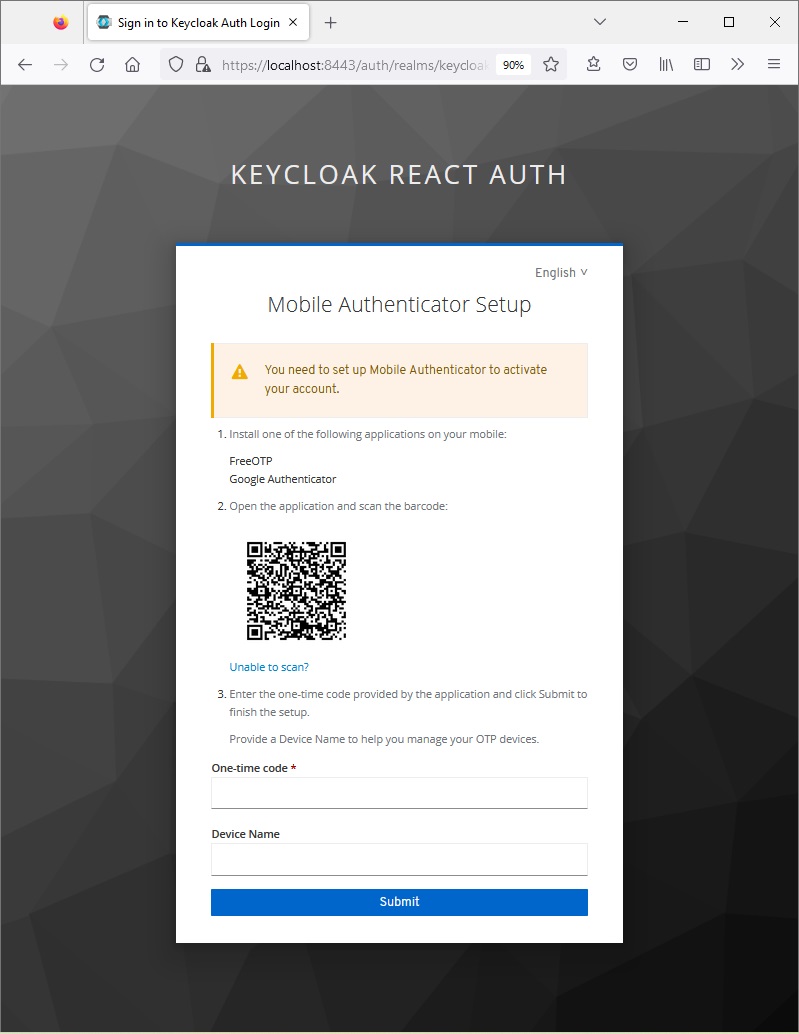 Sign in to Keycloak Auth Login
https://localhost:8443/auth/realms/keycloak
90%
KEYCLOAK REACT AUTH
English
Mobile Authenticator Setup
You need to set up Mobile Authenticator to activate
your account.
1. Install one of the following applications on your mobile:
FreeOTP
Google Authenticator
2. Open the application and scan the barcode:
Unable to scan?
3. Enter the one-time code provided by the application and click Submit to
finish the setup.
Provide a Device Name to help you manage your OTP devices.
One-time code *
Device Name
Submit